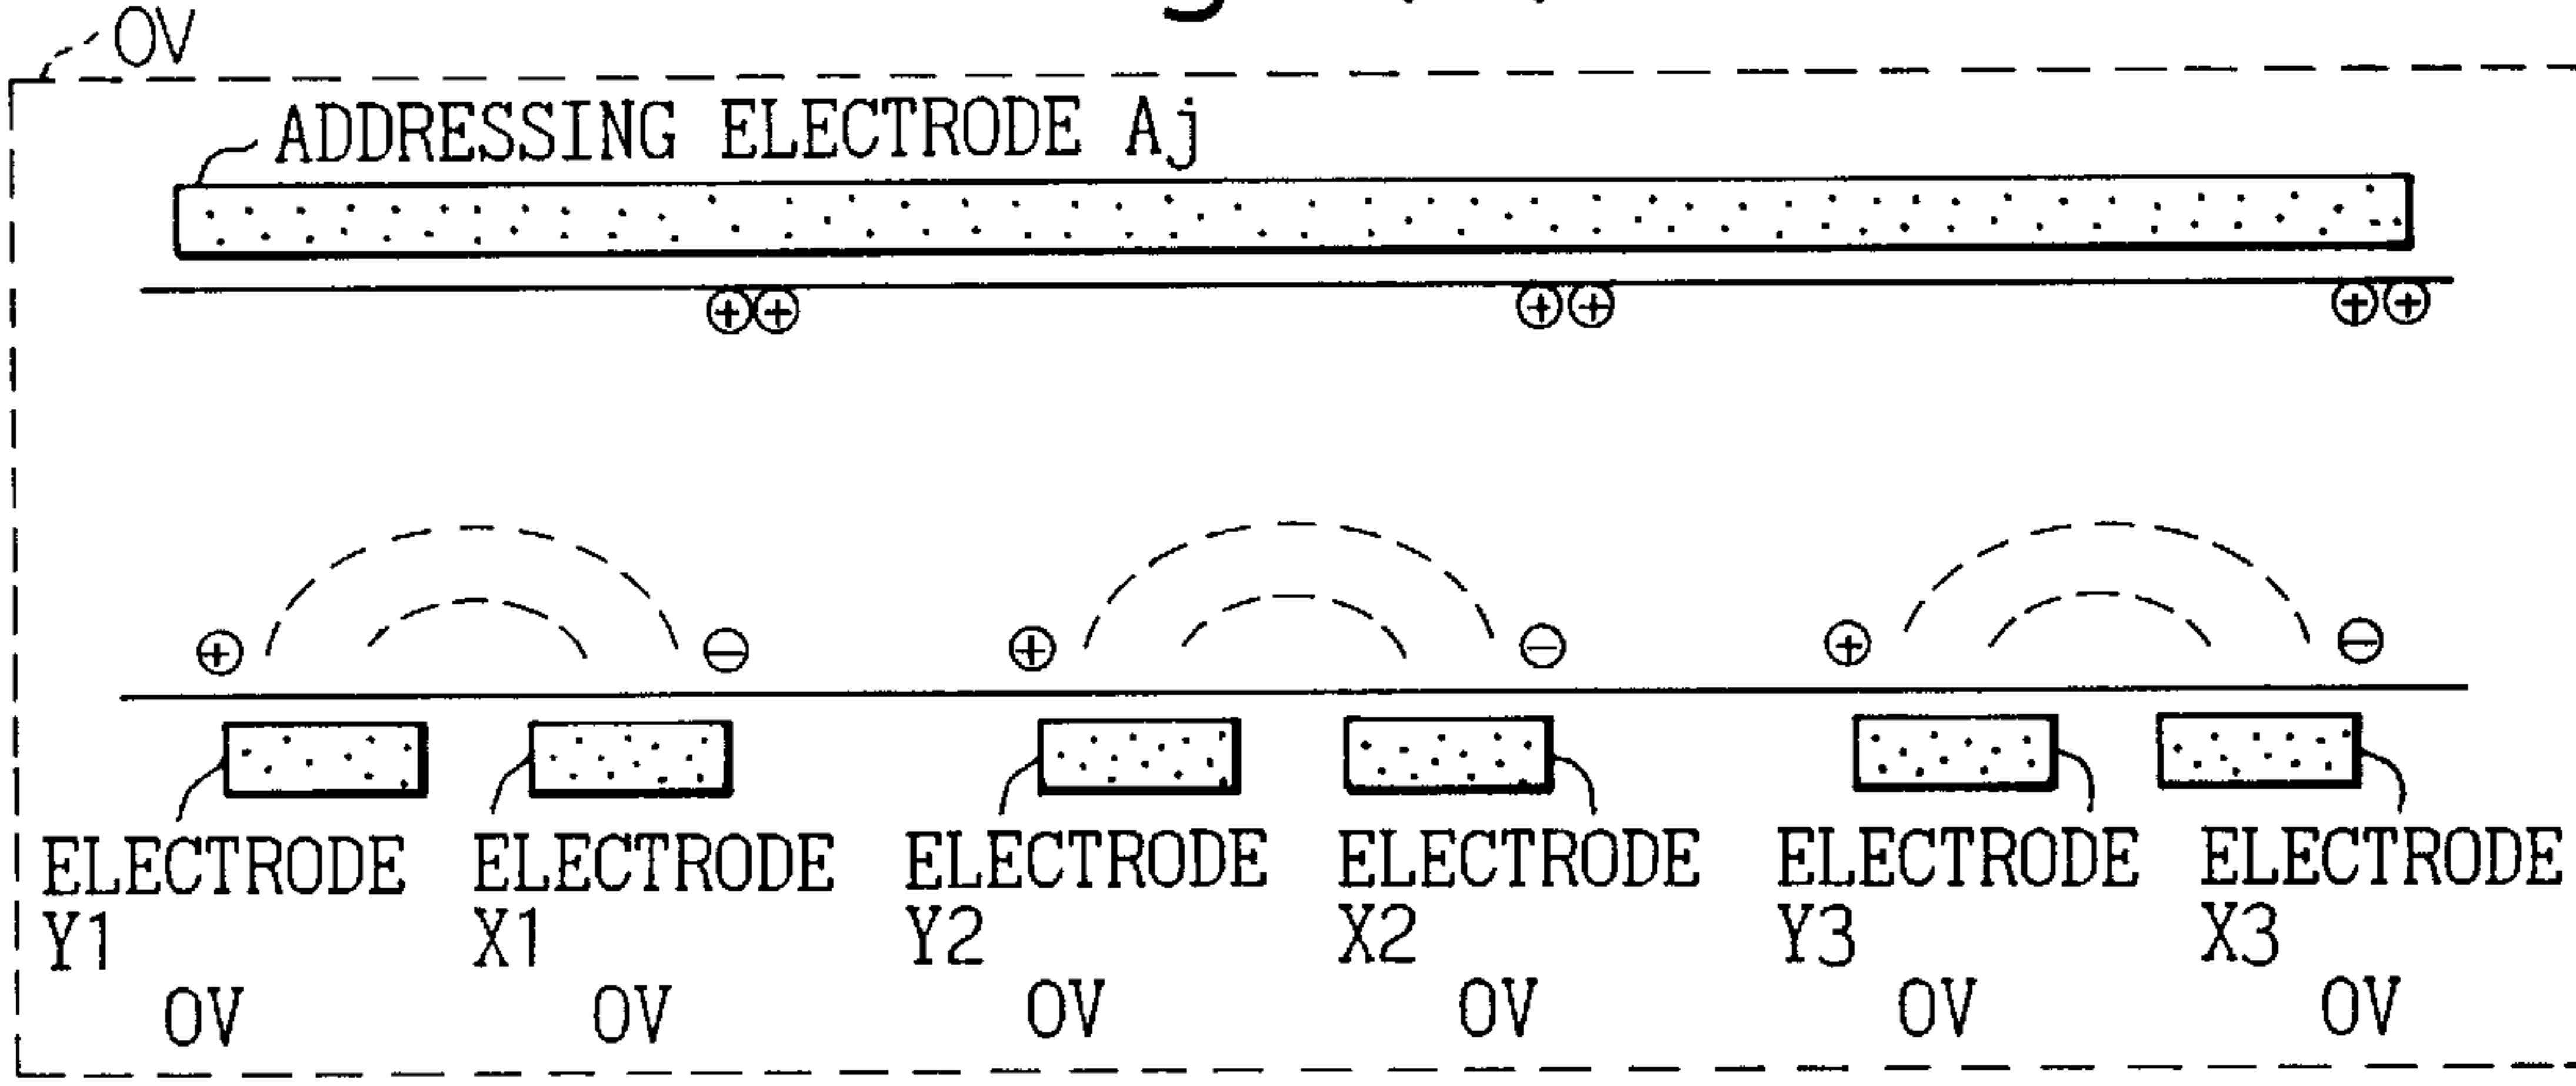 0V
ADDRESSING ELECTRODE Aj
⊕⊕ ⊕⊕ ⊕⊕
⊕ ⊖ ⊕ ⊖ ⊕ ⊖
ELECTRODE Y1
ELECTRODE X1
ELECTRODE Y2
ELECTRODE X2
ELECTRODE Y3
ELECTRODE X3
0V 0V 0V 0V 0V 0V